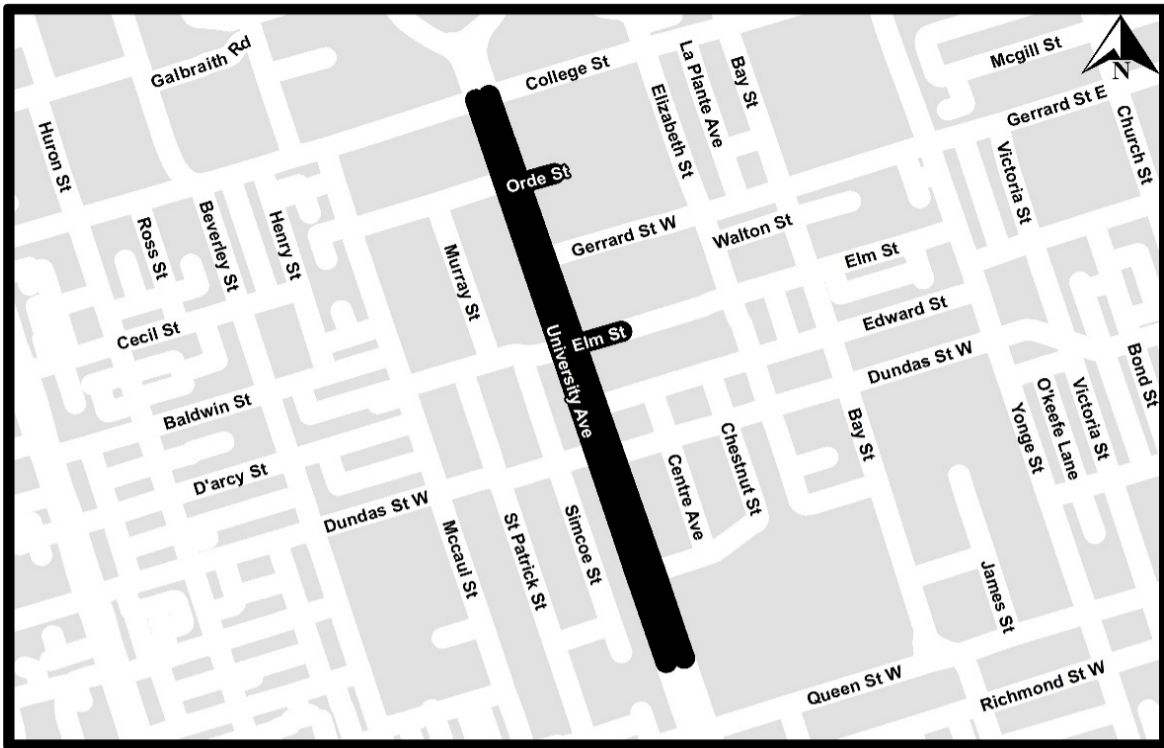 Galbraith Rd
College St
La Plante Ave
Bay St
Mcgill St
N
Gerrard St E
Church St
Huron St
Elizabeth St
Victoria St
Orde St
Ross St
Beverley St
Henry St
Murray St
Gerrard St W
Walton St
Elm St
Cecil St
University Ave
Elm St
Edward St
Dundas St W
Baldwin St
Bay St
Yonge St
O'keefe Lane
Victoria St
Bond St
D'arcy St
Dundas St W
Mccaul St
St Patrick St
Simcoe St
Centre Ave
Chestnut St
James St
Queen St W
Richmond St W